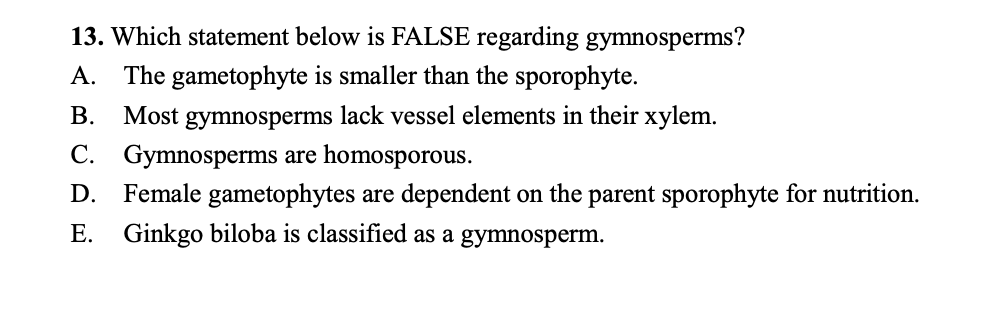 13. Which statement below is FALSE regarding gymnosperms?
A. The gametophyte is smaller than the sporophyte.
B. Most gymnosperms lack vessel elements in their xylem.
C. Gymnosperms are homosporous.
D. Female gametophytes are dependent on the parent sporophyte for nutrition.
E. Ginkgo biloba is classified as a gymnosperm.